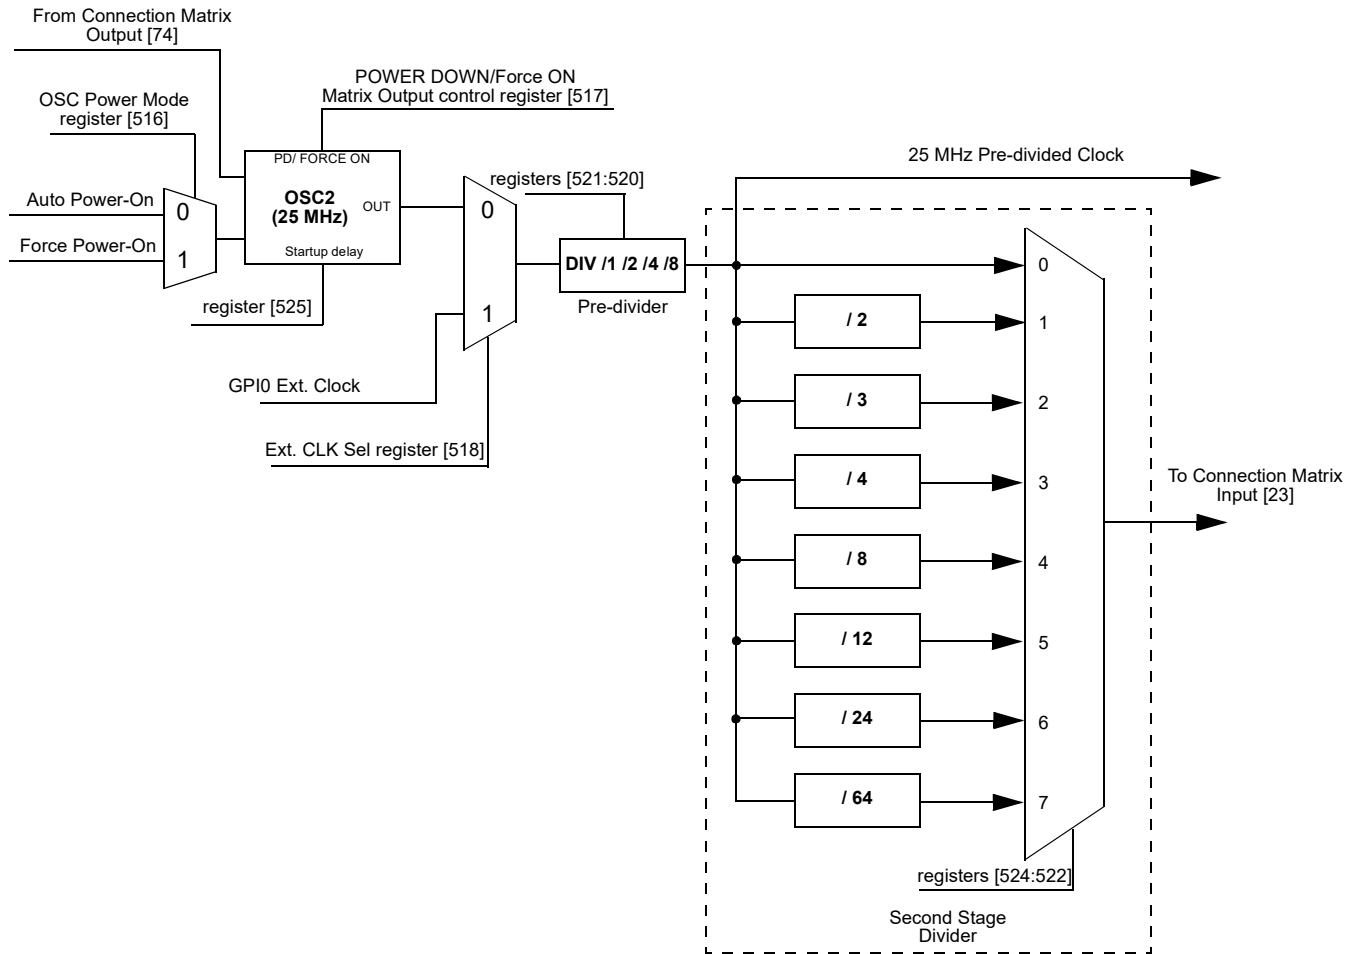 From Connection Matrix
Output [74]
POWER DOWN/Force ON
Matrix Output control register [517]
OSC Power Mode
register [516]
PD/ FORCE ON
OSC2
(25 MHz)
OUT
Startup delay
Auto Power-On
0
Force Power-On
1
register [525]
0
1
registers [521:520]
DIV /1 /2 /4 /8
Pre-divider
GPI0 Ext. Clock
Ext. CLK Sel register [518]
25 MHz Pre-divided Clock
0
/ 2
1
/ 3
2
/ 4
3
/ 8
4
/ 12
5
/ 24
6
/ 64
7
To Connection Matrix
Input [23]
registers [524:522]
Second Stage
Divider